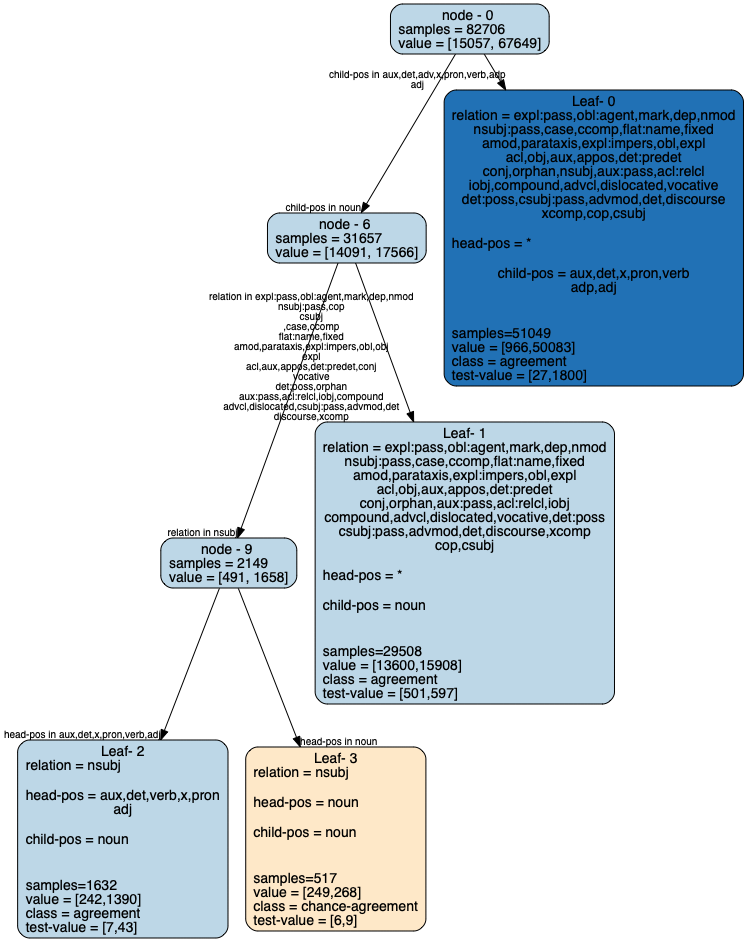 node - 0
samples = 82706
value = [15057, 67649]
child-pos in aux,det,adv,x,pron,verb,adp
adj
Leaf- 0
relation = expl:pass,obl:agent,mark,dep,nmod
nsubj:pass,case,ccomp,flat:name,fixed
amod,parataxis,expl:impers,obl,expl
acl,obj,aux,appos,det:predet
conj,orphan,nsubj,aux:pass,acl:relcl
iobj,compound,advcl,dislocated,vocative
det:poss,csubj:pass,advmod,det,discourse
xcomp,cop,csubj
head-pos = *
child-pos = aux,det,x,pron,verb
adp,adj
samples=51049
value = [966,50083]
class = agreement
test-value = [27,1800]
child-pos in noun
node - 6
samples = 31657
value = [14091, 17566]
relation in expl:pass,obl:agent,mark,dep,nmod
nsubj:pass,cop
csubj
,case,ccomp
flat:name,fixed
amod,parataxis,expl:impers,obl,obj
expl
acl,aux,appos,det:predet,conj
vocative
det:poss,orphan
aux:pass,acl:relcl,iobj,compound
advcl,dislocated,csubj:pass,advmod,det
discourse,xcomp
Leaf- 1
relation = expl:pass,obl:agent,mark,dep,nmod
nsubj:pass,case,ccomp,flat:name,fixed
amod,parataxis,expl:impers,obl,expl
acl,obj,aux,appos,det:predet
conj,orphan,aux:pass,acl:relcl,iobj
compound,advcl,dislocated,vocative,det:poss
csubj:pass,advmod,det,discourse,xcomp
cop,csubj
head-pos = *
child-pos = noun
samples=29508
value = [13600,15908]
class = agreement
test-value = [501,597]
relation in nsubj
node - 9
samples = 2149
value = [491, 1658]
head-pos in aux,det,x,pron,verb,adj
Leaf- 2
relation = nsubj
head-pos = aux,det,verb,x,pron
adj
child-pos = noun
samples=1632
value = [242,1390]
class = agreement
test-value = [7,43]
head-pos in noun
Leaf- 3
relation = nsubj
head-pos = noun
child-pos = noun
samples=517
value = [249,268]
class = chance-agreement
test-value = [6,9]